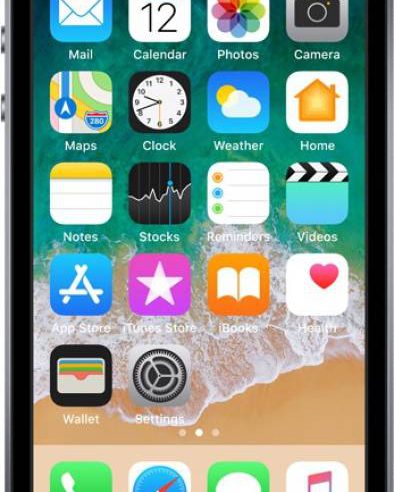 12
Mail Calendar Photos Camera
280
12
Maps Clock Weather Home
Notes Stocks Reminders Videos
App Store iTunes Store iBooks Health
Wallet Settings